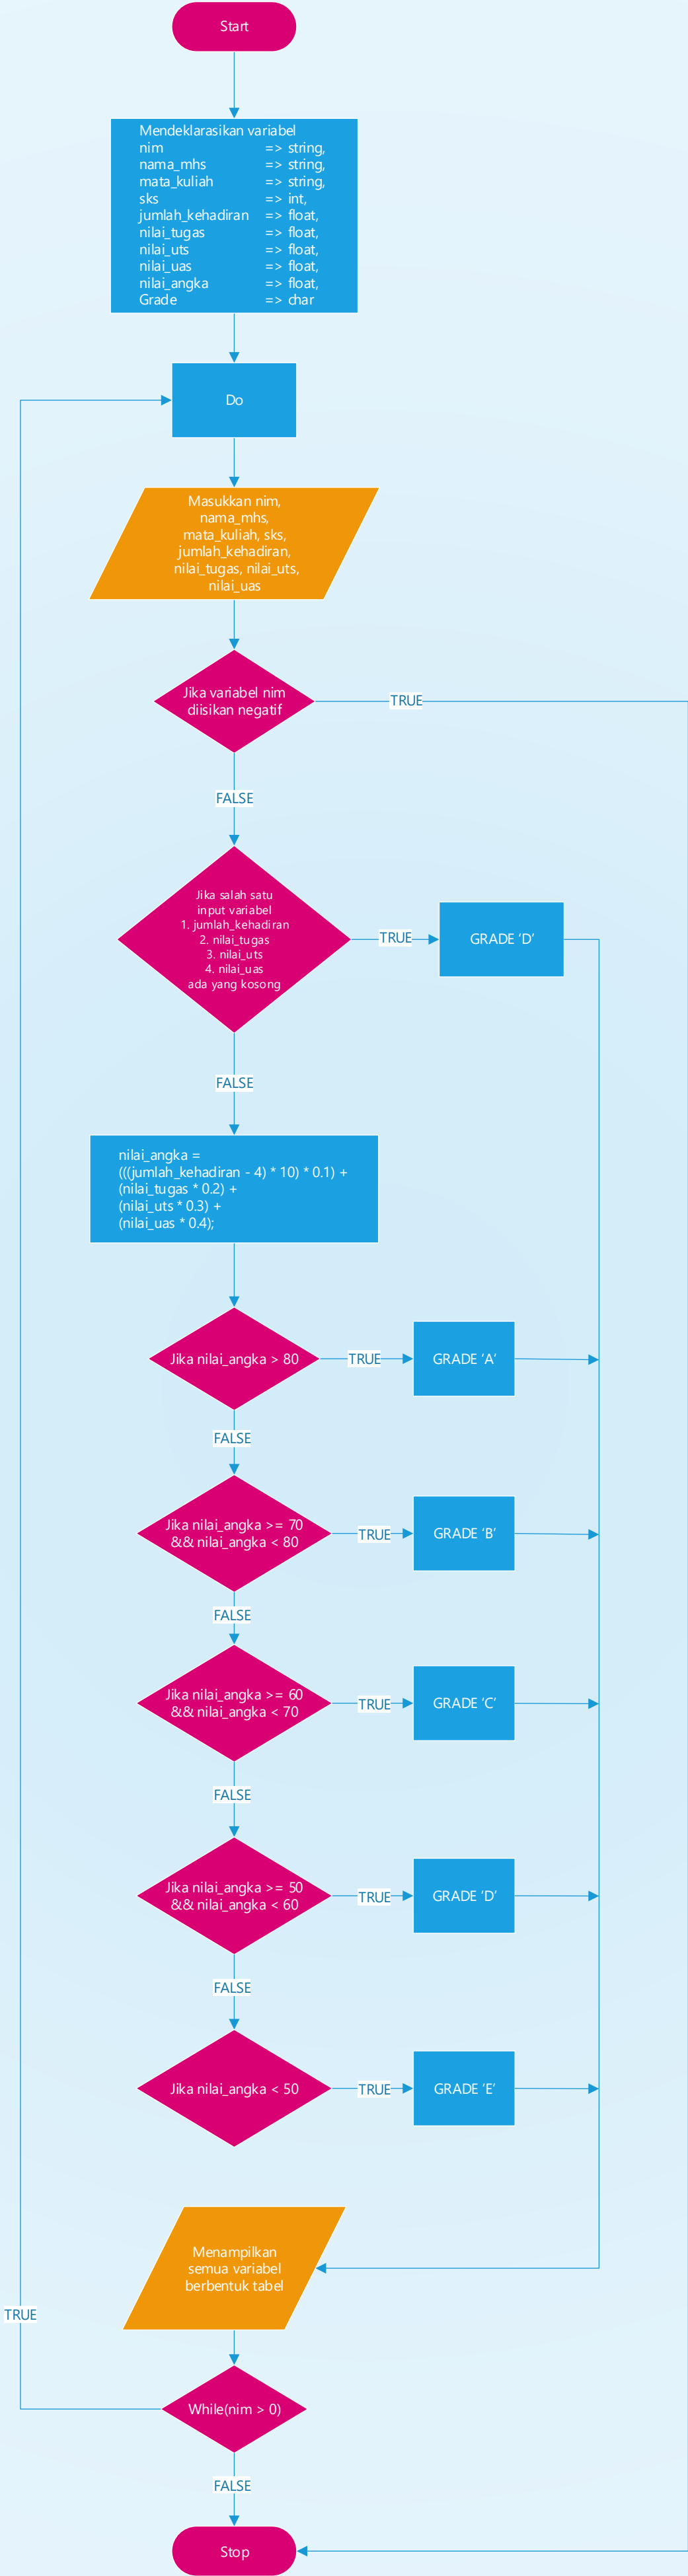 Start
Mendeklarasikan variabel
nim => string,
nama_mhs => string,
mata_kuliah => string,
sks => int,
jumlah_kehadiran => float,
nilai_tugas => float,
nilai_uts => float,
nilai_uas => float,
nilai_angka => float,
Grade => char
Do
Masukkan nim,
nama_mhs,
mata_kuliah, sks,
jumlah_kehadiran,
nilai_tugas, nilai_uts,
nilai_uas
Jika variabel nim
diisikan negatif
TRUE
FALSE
Jika salah satu
input variabel
1. jumlah_kehadiran
2. nilai_tugas
3. nilai_uts
4. nilai_uas
ada yang kosong
TRUE
GRADE ‘D’
FALSE
nilai_angka =
(((jumlah_kehadiran - 4) * 10) * 0.1) +
(nilai_tugas * 0.2) +
(nilai_uts * 0.3) +
(nilai_uas * 0.4);
Jika nilai_angka > 80
TRUE
GRADE ‘A’
FALSE
Jika nilai_angka >= 70
&& nilai_angka < 80
TRUE
GRADE ‘B’
FALSE
Jika nilai_angka >= 60
&& nilai_angka < 70
TRUE
GRADE ‘C’
FALSE
Jika nilai_angka >= 50
&& nilai_angka < 60
TRUE
GRADE ‘D’
FALSE
Jika nilai_angka < 50
TRUE
GRADE ‘E’
Menampilkan
semua variabel
berbentuk tabel
TRUE
While(nim > 0)
FALSE
Stop